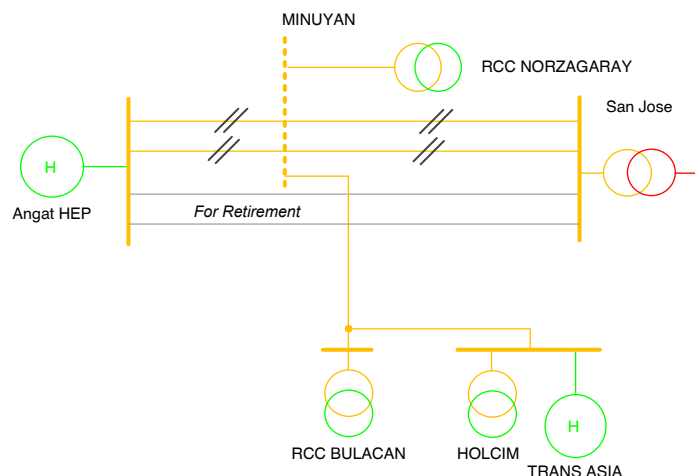 MINUYAN
RCC NORZAGARAY
San Jose
H
Angat HEP
For Retirement
H
RCC BULACAN
HOLCIM
TRANS ASIA